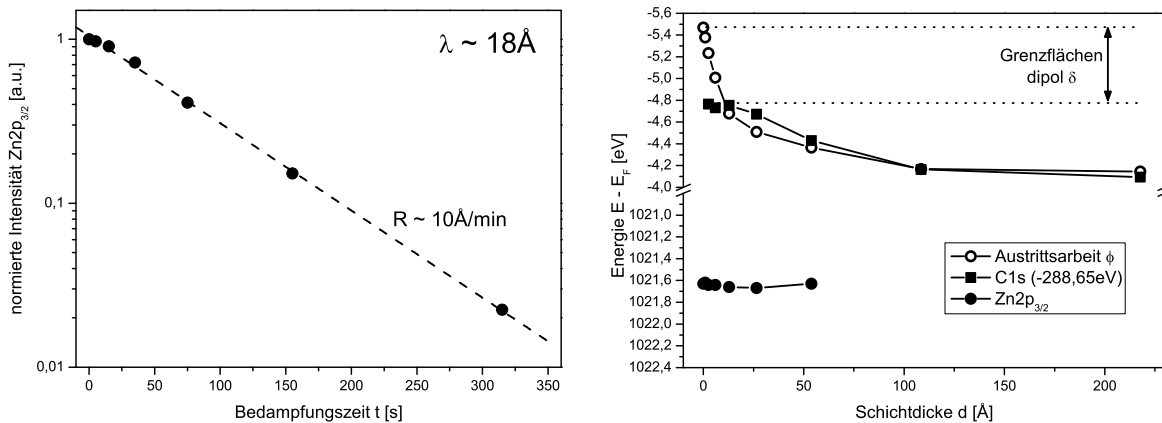 normierte Intensität Zn2p3/2 [a.u.]
1
0,1
0,01
λ ~ 18Å
R ~ 10Å/min
0 50 100 150 200 250 300 350
Bedampfungszeit t [s]
Energie E - EF [eV]
-5,6
-5,4
-5,2
-5,0
-4,8
-4,6
-4,4
-4,2
-4,0
1021,0
1021,2
1021,4
1021,6
1021,8
1022,0
1022,2
1022,4
Grenzflächen
dipol δ
Austrittsarbeit ϕ
C1s (-288,65eV)
Zn2p3/2
0 50 100 150 200
Schichtdicke d [Å]